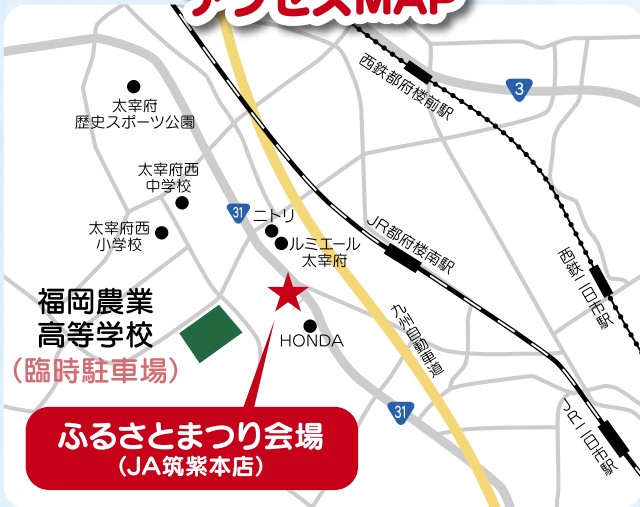 アクセスMAP
西鉄都府楼前駅
3
太宰府
歴史スポーツ公園
太宰府西
中学校
31
ニトリ
太宰府西
小学校
ルミエール
太宰府
JR都府楼南駅
西鉄二日市駅
福岡農業
高等学校
(臨時駐車場)
HONDA
九州自動車道
31
JR二日市駅
ふるさとまつり会場
(JA筑紫本店)